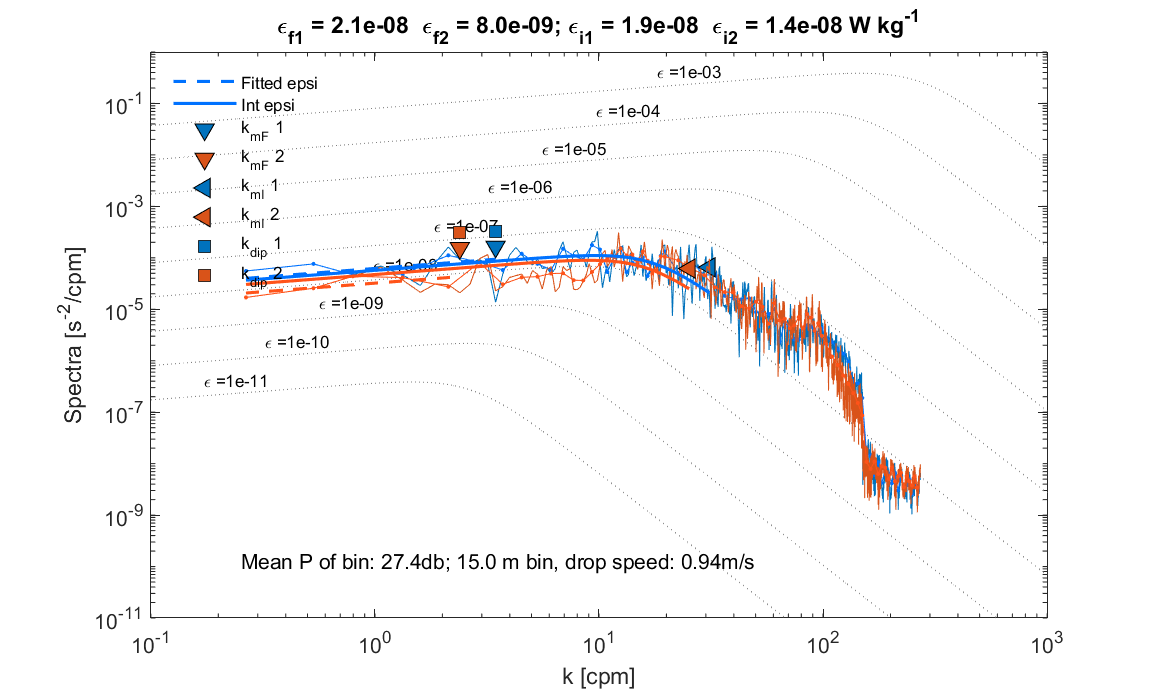 ϵf1 = 2.1e-08 ϵf2 = 8.0e-09; ϵi1 = 1.9e-08 ϵi2 = 1.4e-08 W kg-1
Fitted epsi
Int epsi
kmF 1
kmF 2
kmI 1
kmI 2
kdip 1
kdip 2
ϵ =1e-03
ϵ =1e-04
ϵ =1e-05
ϵ =1e-06
ϵ =1e-07
ϵ =1e-08
ϵ =1e-09
ϵ =1e-10
ϵ =1e-11
10-1
10-3
10-5
10-7
10-9
10-11
Spectra [s-2/cpm]
Mean P of bin: 27.4db; 15.0 m bin, drop speed: 0.94m/s
10-1 100 101 102 103
k [cpm]